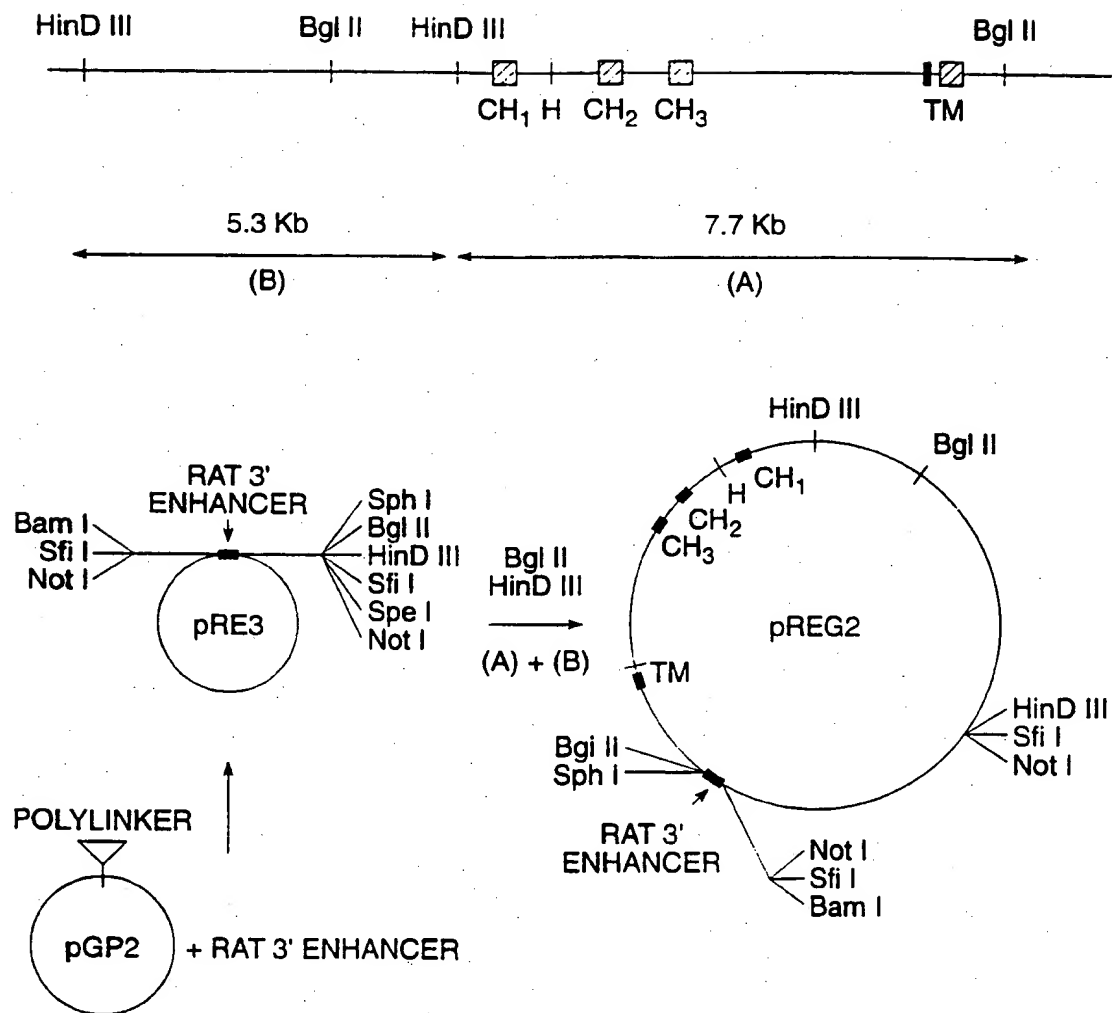 HinD III Bgl II HinD III Bgl II
CH1 H CH2 CH3 TM
5.3 Kb 7.7 Kb
(B) (A)
RAT 3'
ENHANCER
Bam I
Sfi I
Not I
Sph I
Bgl II
HinD III
Sfi I
Spe I
Not I
pRE3
Bgl II
HinD III
(A) + (B)
HinD III
Bgl II
CH1
H
CH2
CH3
pREG2
TM
Bgi II
Sph I
HinD III
Sfi I
Not I
RAT 3'
ENHANCER
Not I
Sfi I
Bam I
POLYLINKER
pGP2 + RAT 3' ENHANCER